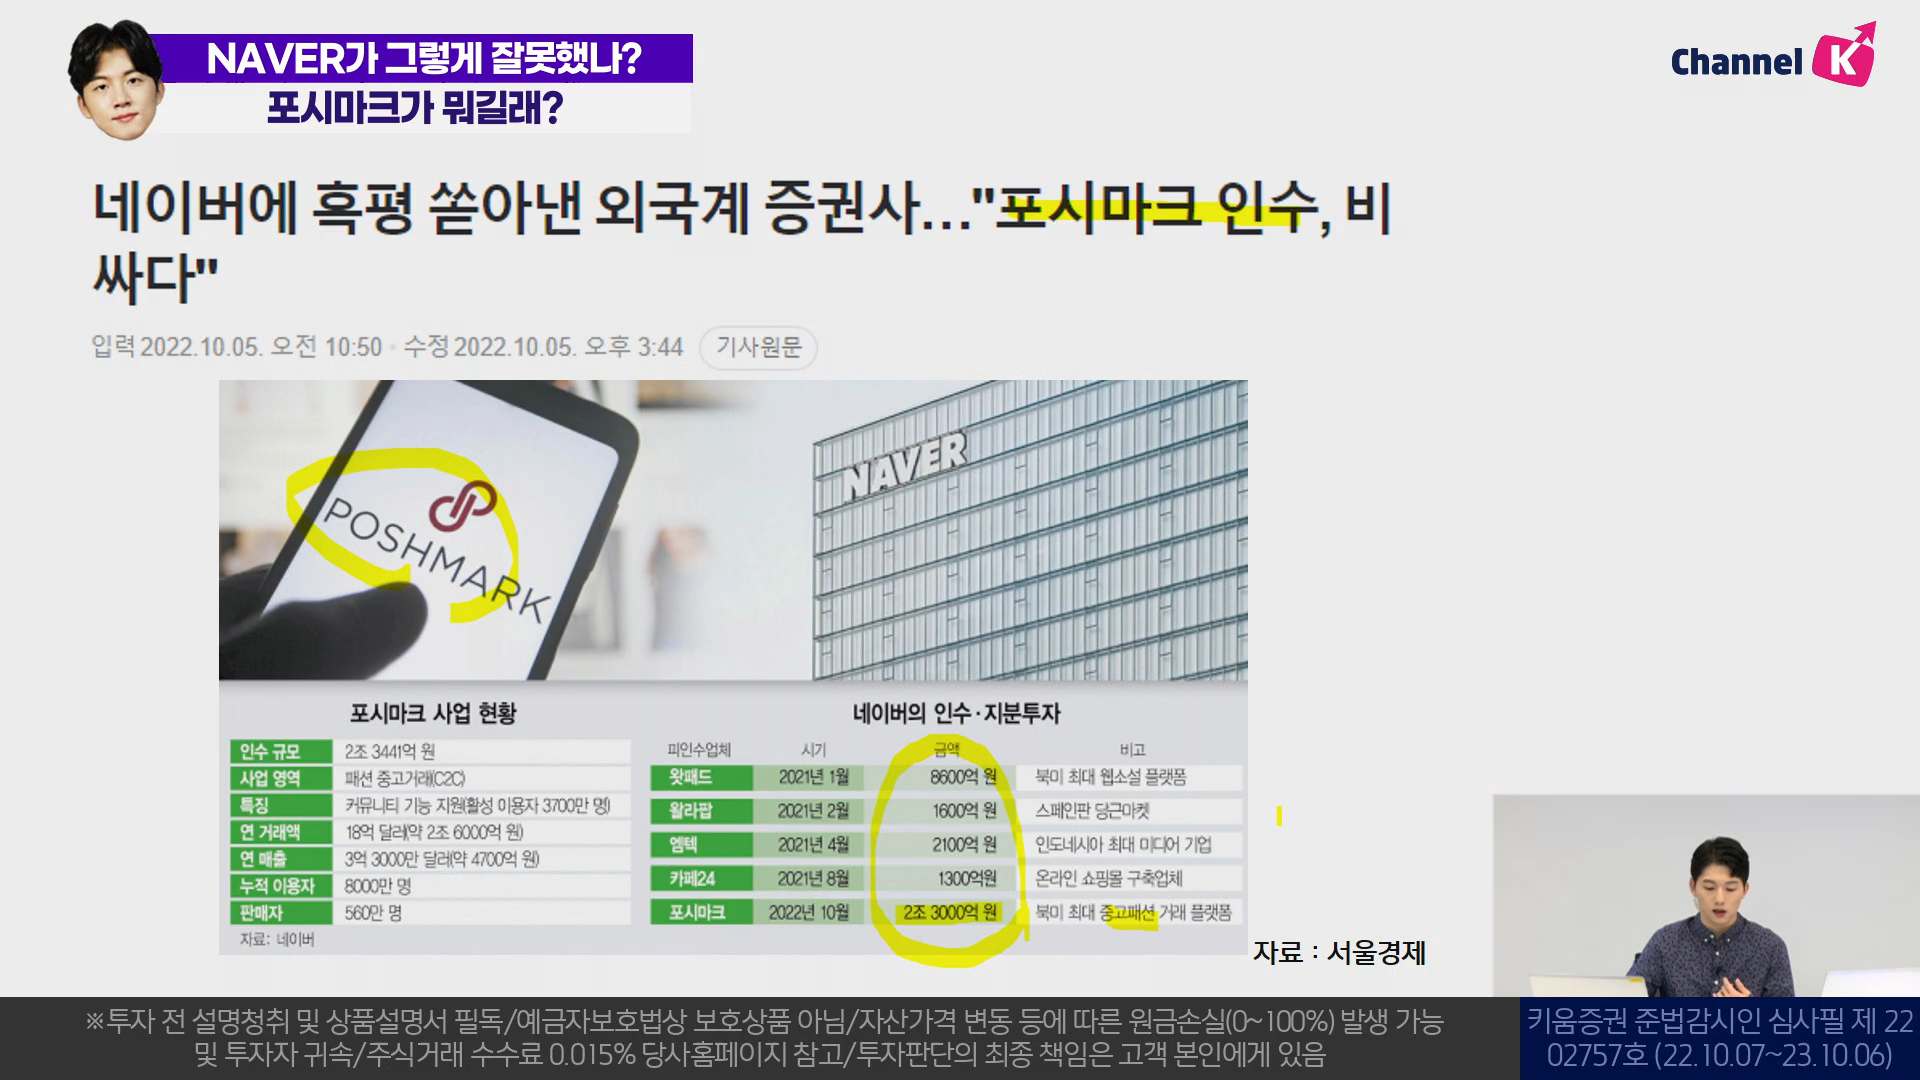 NAVER가 그렇게 잘못했나?
포시마크가 뭐길래?
Channel K
네이버에 혹평 쏟아낸 외국계 증권사..."포시마크 인수, 비
싸다"
입력 2022.10.05. 오전 10:50 · 수정 2022.10.05. 오후 3:44 기사원문
POSHMARK
NAVER
포시마크 사업 현황
인수 규모 2조 3441억 원
사업 영역 패션 중고거래(C2C)
특징 커뮤니티 기능 지원(활성 이용자 3700만 명)
연 거래액 18억 달러(약 2조 6000억 원)
연 매출 3억 3000만 달러(약 4700억 원)
누적 이용자 8000만 명
판매자 560만 명
자료: 네이버
네이버의 인수·지분투자
피인수업체 시기 금액 비고
왓패드 2021년 1월 8600억 원 북미 최대 웹소설 플랫폼
왈라팝 2021년 2월 1600억 원 스페인판 당근마켓
엠텍 2021년 4월 2100억 원 인도네시아 최대 미디어 기업
카페24 2021년 8월 1300억원 온라인 쇼핑몰 구축업체
포시마크 2022년 10월 2조 3000억 원 북미 최대 중고패션 거래 플랫폼
자료 : 서울경제
※투자 전 설명청취 및 상품설명서 필독/예금자보호법상 보호상품 아님/자산가격 변동 등에 따른 원금손실(0~100%) 발생 가능
및 투자자 귀속/주식거래 수수료 0.015% 당사홈페이지 참고/투자판단의 최종 책임은 고객 본인에게 있음
키움증권 준법감시인 심사필 제 22
02757호 (22.10.07~23.10.06)